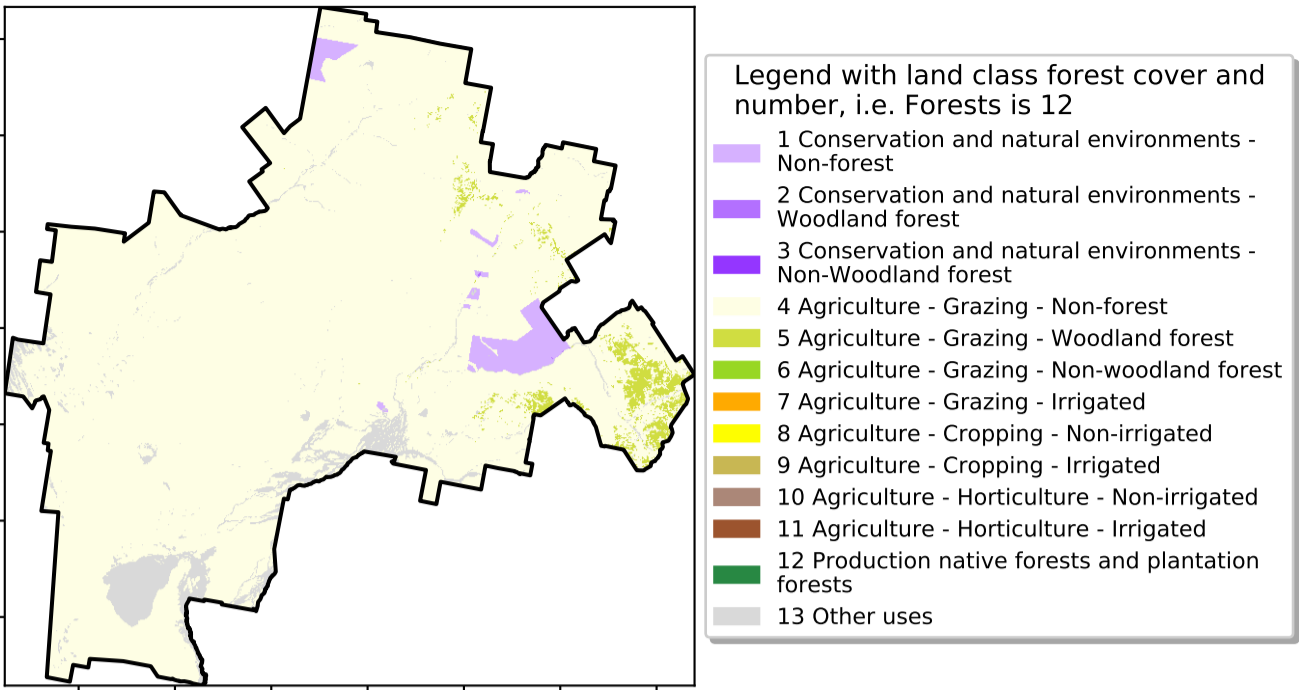 Legend with land class forest cover and
number, i.e. Forests is 12
1 Conservation and natural environments -
Non-forest
2 Conservation and natural environments -
Woodland forest
3 Conservation and natural environments -
Non-Woodland forest
4 Agriculture - Grazing - Non-forest
5 Agriculture - Grazing - Woodland forest
6 Agriculture - Grazing - Non-woodland forest
7 Agriculture - Grazing - Irrigated
8 Agriculture - Cropping - Non-irrigated
9 Agriculture - Cropping - Irrigated
10 Agriculture - Horticulture - Non-irrigated
11 Agriculture - Horticulture - Irrigated
12 Production native forests and plantation
forests
13 Other uses